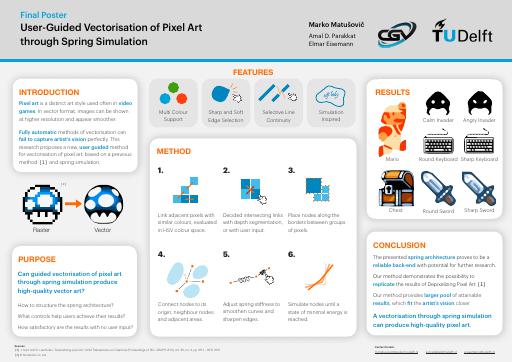 Final Poster
User-Guided Vectorisation of Pixel Art
through Spring Simulation
Marko Matušović
Amal D. Parakkat
Elmar Eisemann
CGV
TUDelft
FEATURES
INTRODUCTION
Pixel art is a distinct art style used often in video
games. In vector format, images can be shown
at higher resolution and appear smoother.
Fully automatic methods of vectorisation can
fail to capture artist's vision perfectly. This
research proposes a new, user guided method
for vectorisation of pixel art, based on a previous
method [1] and spring simulation.
Raster
Vector
PURPOSE
Can guided vectorisation of pixel art
through spring simulation produce
high-quality vector art?
How to structure the spring architecture?
What controls help users achieve their results?
How satisfactory are the results with no user input?
Multi Colour
Support
Sharp and Soft
Edge Selection
Selective Line
Continuity
Simulation
Inspired
METHOD
1.
Link adjacent pixels with
similar colours, evaluated
in HSV colour space.
2.
Decided intersecting links
with depth segmentation,
or with user input.
3.
Place nodes along the
borders between groups
of pixels.
4.
Connect nodes to its
origin, neighbour nodes
and adjacent areas.
5.
Adjust spring stiffness to
smoothen curves and
sharpen edges.
6.
Simulate nodes until a
state of minimal energy is
reached.
RESULTS
Mario
Calm Invader
Angry Invader
Round Keyboard
Sharp Keyboard
Chest
Round Sword
Sharp Sword
CONCLUSION
The presented spring architecture proves to be a
reliable back-end with potential for further research.
Our method demonstrates the possibility to
replicate the results of Depixelizing Pixel Art [1]
Our method provides larger pool of attainable
results, which fit the artist's vision closer
A vectorisation through spring simulation
can produce high-quality pixel art.